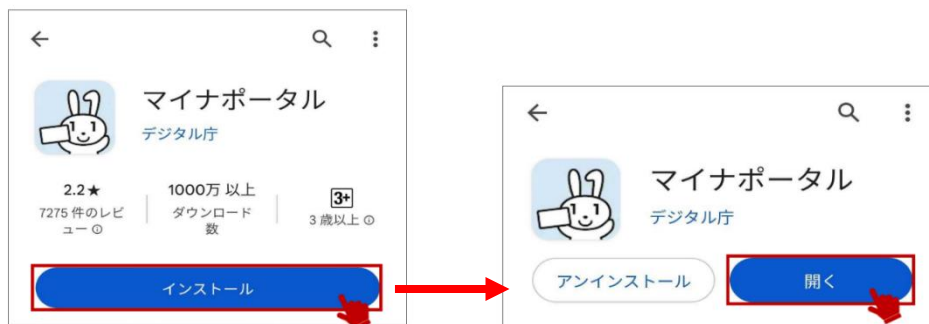 マイナポータル
デジタル庁
2.2★
7275 件のレビ
ュー
1000万 以上
ダウンロード
数
3+
3 歳以上
インストール
マイナポータル
デジタル庁
アンインストール
開く